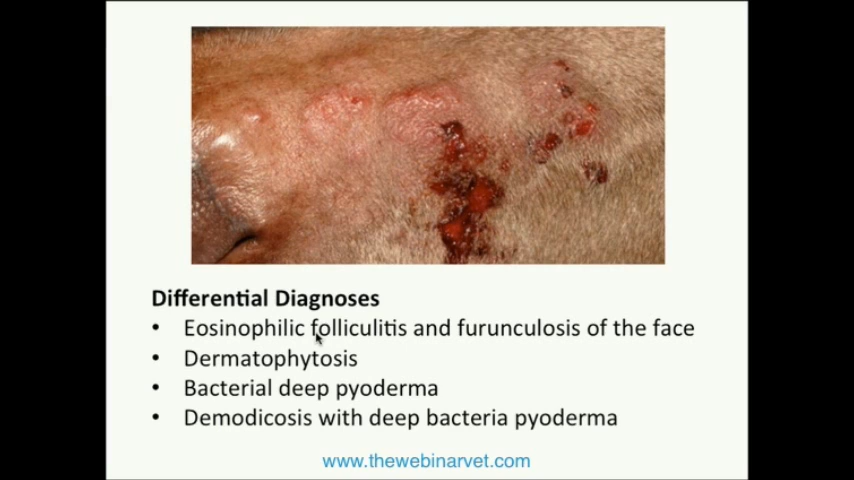 Differential Diagnoses
• Eosinophilic folliculitis and furunculosis of the face
• Dermatophytosis
• Bacterial deep pyoderma
• Demodicosis with deep bacteria pyoderma
www.thewebinarvet.com